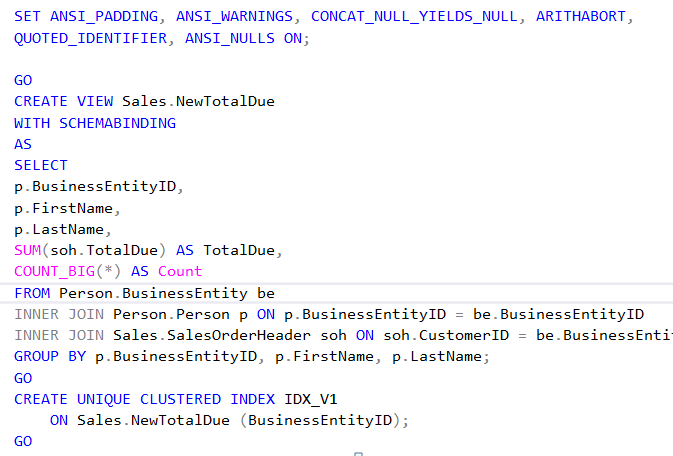 SET ANSI_PADDING, ANSI_WARNINGS, CONCAT_NULL_YIELDS_NULL, ARITHABORT,
QUOTED_IDENTIFIER, ANSI_NULLS ON;
GO
CREATE VIEW Sales.NewTotalDue
WITH SCHEMABINDING
AS
SELECT
p.BusinessEntityID,
p.FirstName,
p.LastName,
SUM(soh.TotalDue) AS TotalDue,
COUNT_BIG(*) AS Count
FROM Person.BusinessEntity be
INNER JOIN Person.Person p ON p.BusinessEntityID = be.BusinessEntityID
INNER JOIN Sales.SalesOrderHeader soh ON soh.CustomerID = be.BusinessEnti
GROUP BY p.BusinessEntityID, p.FirstName, p.LastName;
GO
CREATE UNIQUE CLUSTERED INDEX IDX_V1
ON Sales.NewTotalDue (BusinessEntityID);
GO